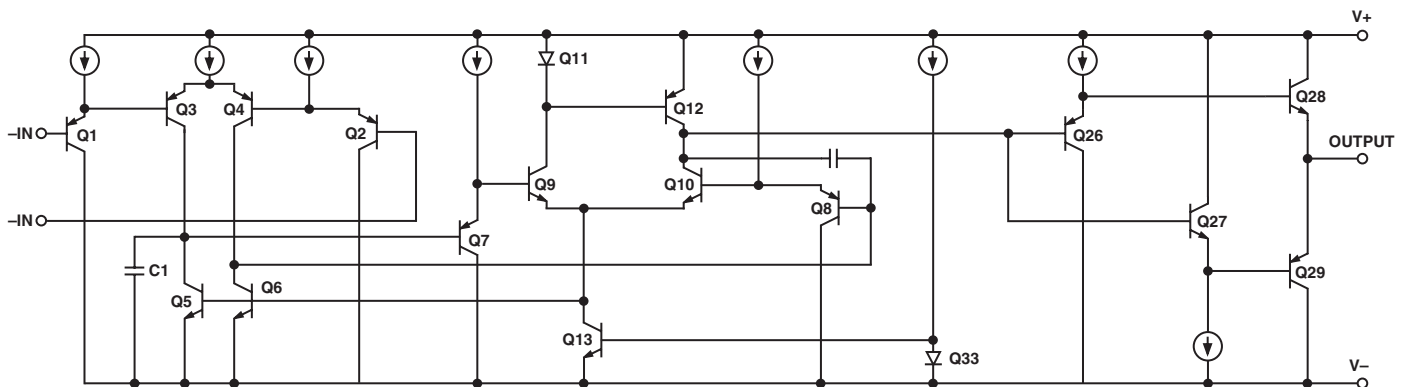 V+
Q11
Q3
Q4
Q12
Q28
–IN
Q1
Q2
Q26
OUTPUT
Q9
Q10
Q8
–IN
Q27
Q7
C1
Q5
Q6
Q29
Q13
Q33
V–